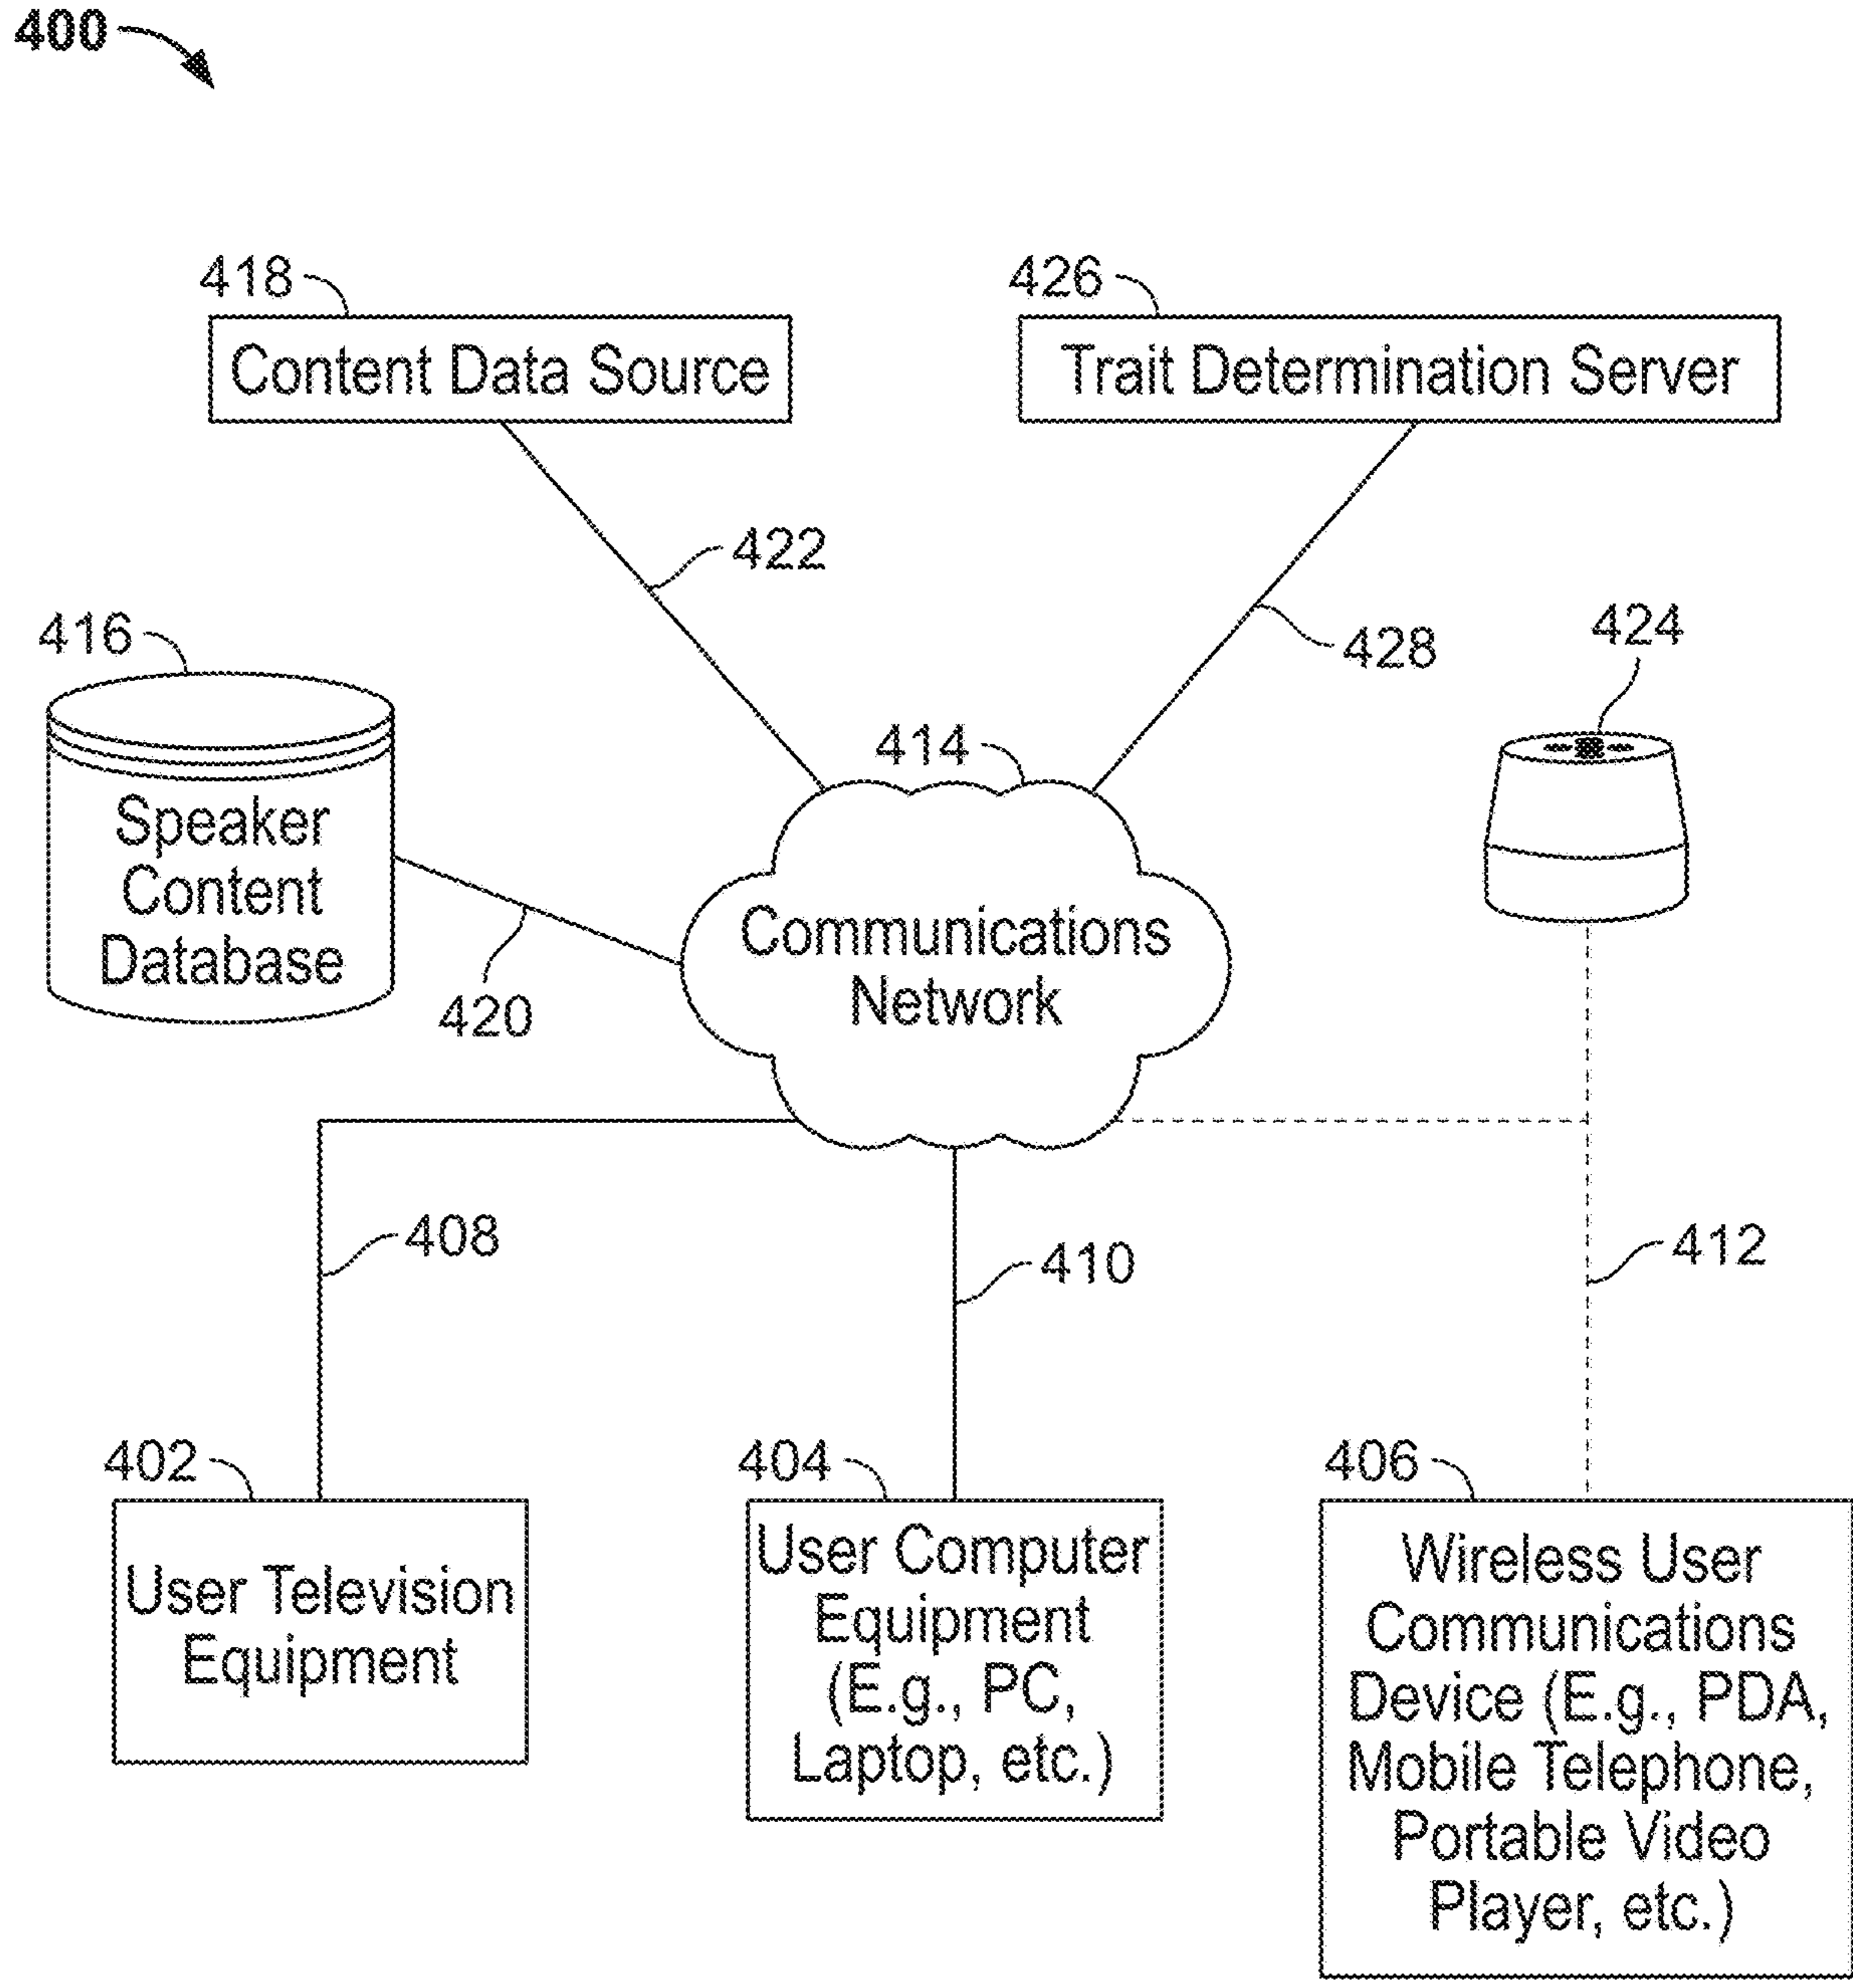 400
418
426
Content Data Source
Trait Determination Server
422
428
424
416
414
Speaker
Content
Database
Communications
Network
420
408
410
412
402
404
406
User Television
Equipment
User Computer
Equipment
(E.g., PC,
Laptop, etc.)
Wireless User
Communications
Device (E.g., PDA,
Mobile Telephone,
Portable Video
Player, etc.)